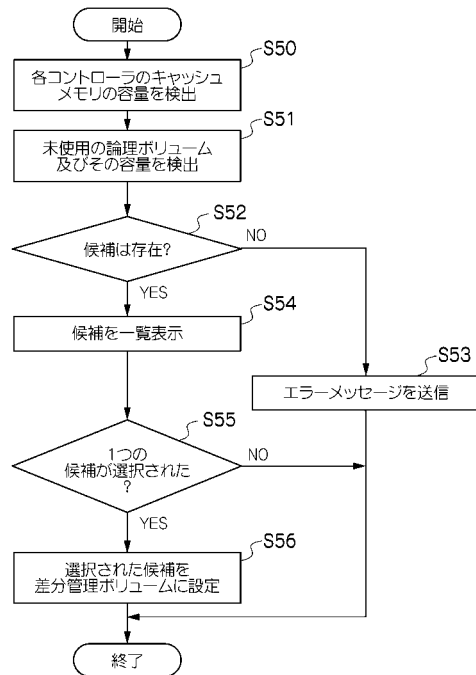 開始
S50
各コントローラのキャッシュ
メモリの容量を検出
S51
未使用の論理ボリューム
及びその容量を検出
S52
候補は存在?
NO
YES
S54
候補を一覧表示
S53
エラーメッセージを送信
S55
1つの
候補が選択された
?
NO
YES
S56
選択された候補を
差分管理ボリュームに設定
終了